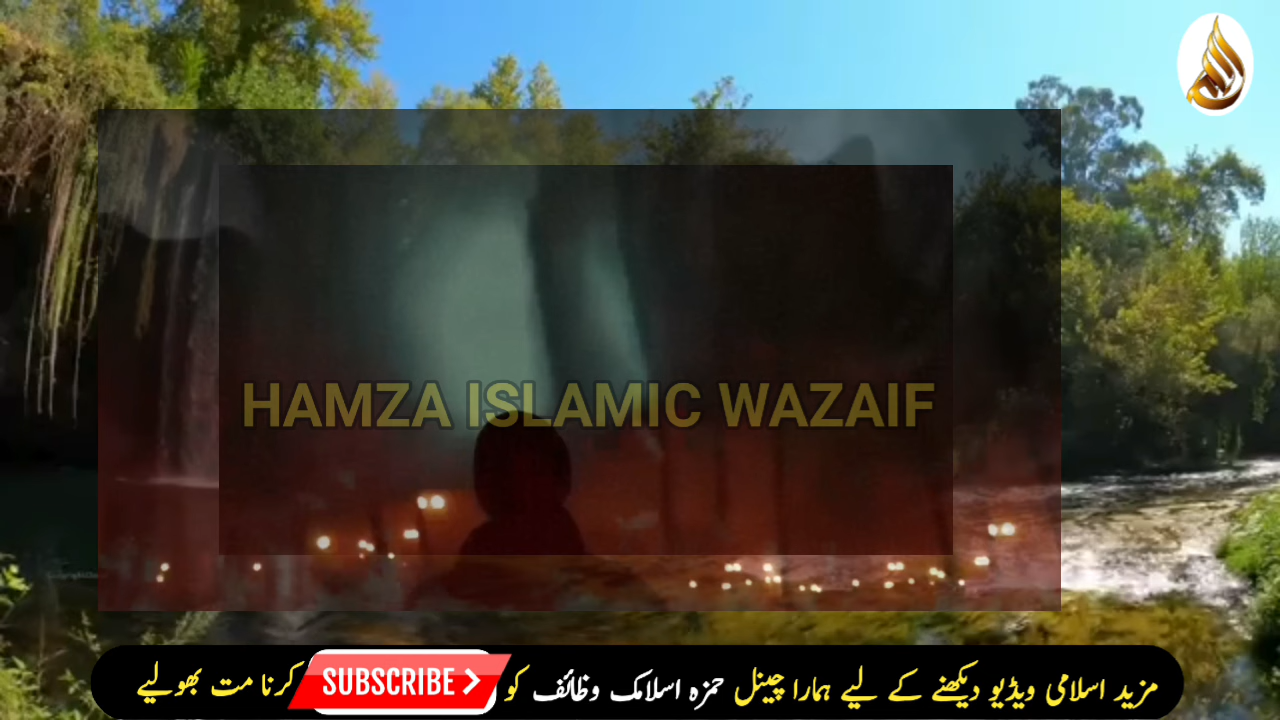 HAMZA ISLAMIC WAZAIF
مزید اسلامی ویڈیو دیکھنے کے لیے ہمارا چینل حمزہ اسلامک وظائف کو SUBSCRIBE کرنا مت بھولیے